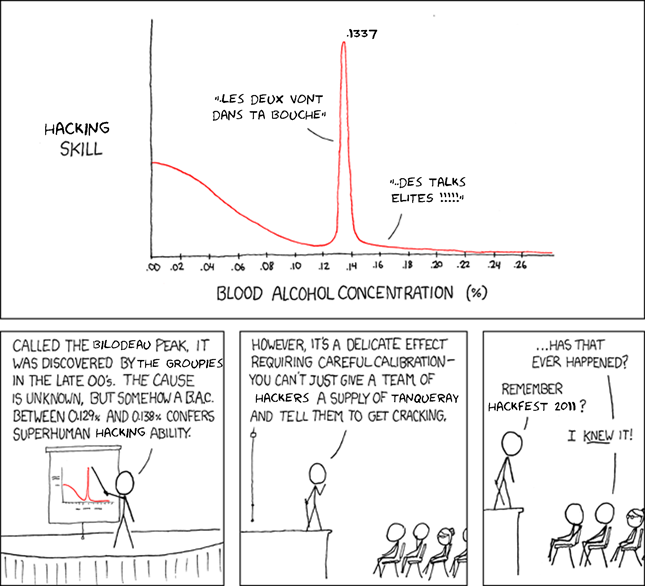 .1337
"..LES DEUX VONT
DANS TA BOUCHE"
HACKING
SKILL
"..DES TALKS
ELITES !!!!!"
.00 .02 .04 .06 .08 .10 .12 .14 .16 .18 .20 .22 .24 .26
BLOOD ALCOHOL CONCENTRATION (%)
CALLED THE BILODEAU PEAK, IT
WAS DISCOVERED BY THE GROUPIES
IN THE LATE 00'S. THE CAUSE
IS UNKNOWN, BUT SOMEHOW A B.A.C.
BETWEEN 0.129% AND 0.138% CONFERS
SUPERHUMAN HACKING ABILITY.
HOWEVER, IT'S A DELICATE EFFECT
REQUIRING CAREFUL CALIBRATION—
YOU CAN'T JUST GIVE A TEAM OF
HACKERS A SUPPLY OF TANQUERAY
AND TELL THEM TO GET CRACKING.
...HAS THAT
EVER HAPPENED?
REMEMBER
HACKFEST 2011?
I KNEW IT!